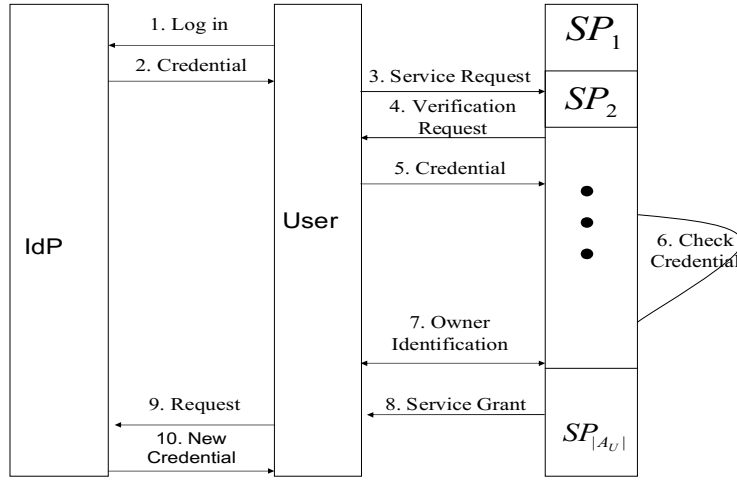 1. Log in
2. Credential
3. Service Request
4. Verification
Request
5. Credential
6. Check
Credential
7. Owner
Identification
8. Service Grant
9. Request
10. New
Credential
IdP
User
SP1
SP2
SP|AU|